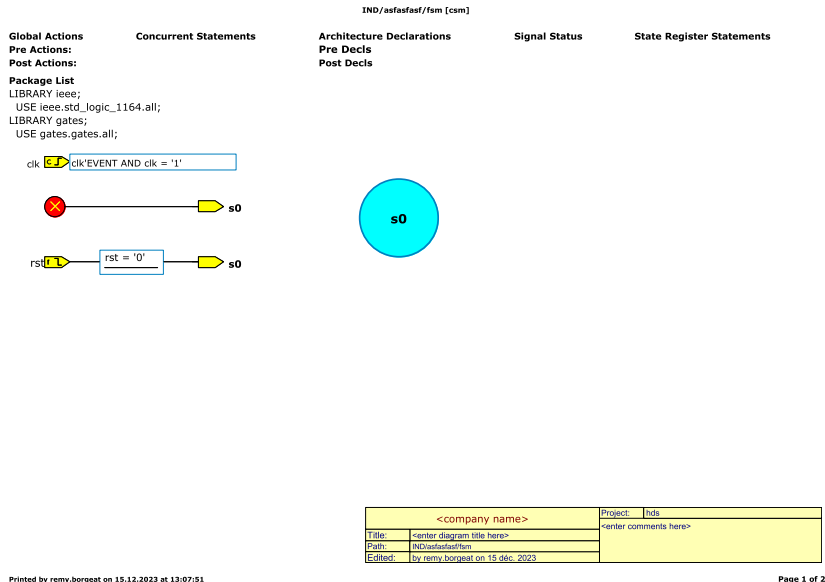 IND/asfasfasf/fsm [csm]
Global Actions Concurrent Statements Architecture Declarations Signal Status State Register Statements
Pre Actions: Pre Decls
Post Actions: Post Decls
Package List
LIBRARY ieee;
USE ieee.std_logic_1164.all;
LIBRARY gates;
USE gates.gates.all;
clk c clk'EVENT AND clk = '1'
s0
s0
rst r rst = '0' s0
<company name>
Project: hds
<enter comments here>
Title: <enter diagram title here>
Path: IND/asfasfasf/fsm
Edited: by remy.borgeat on 15 déc. 2023
Printed by remy.borgeat on 15.12.2023 at 13:07:51 Page 1 of 2